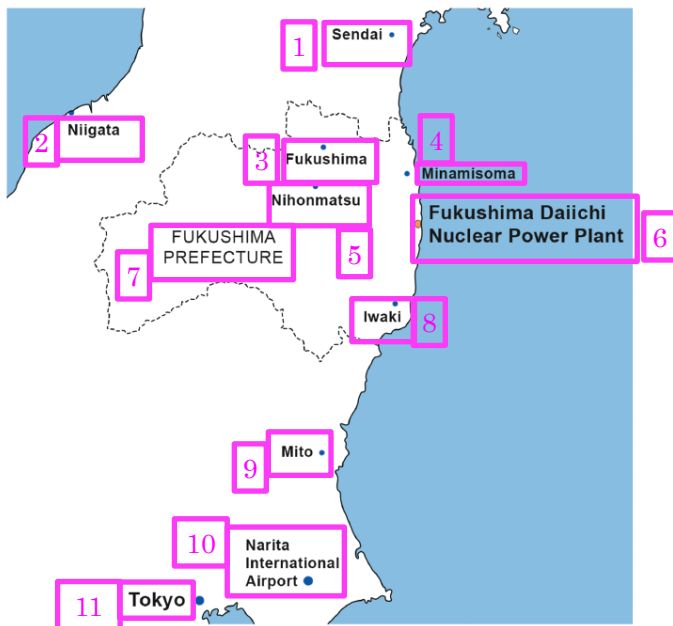 1
Sendai
2
Niigata
3
Fukushima
4
Minamisoma
Nihonmatsu
5
Fukushima Daiichi
Nuclear Power Plant
6
FUKUSHIMA
PREFECTURE
7
Iwaki
8
Mito
9
10
Narita
International
Airport
11
Tokyo